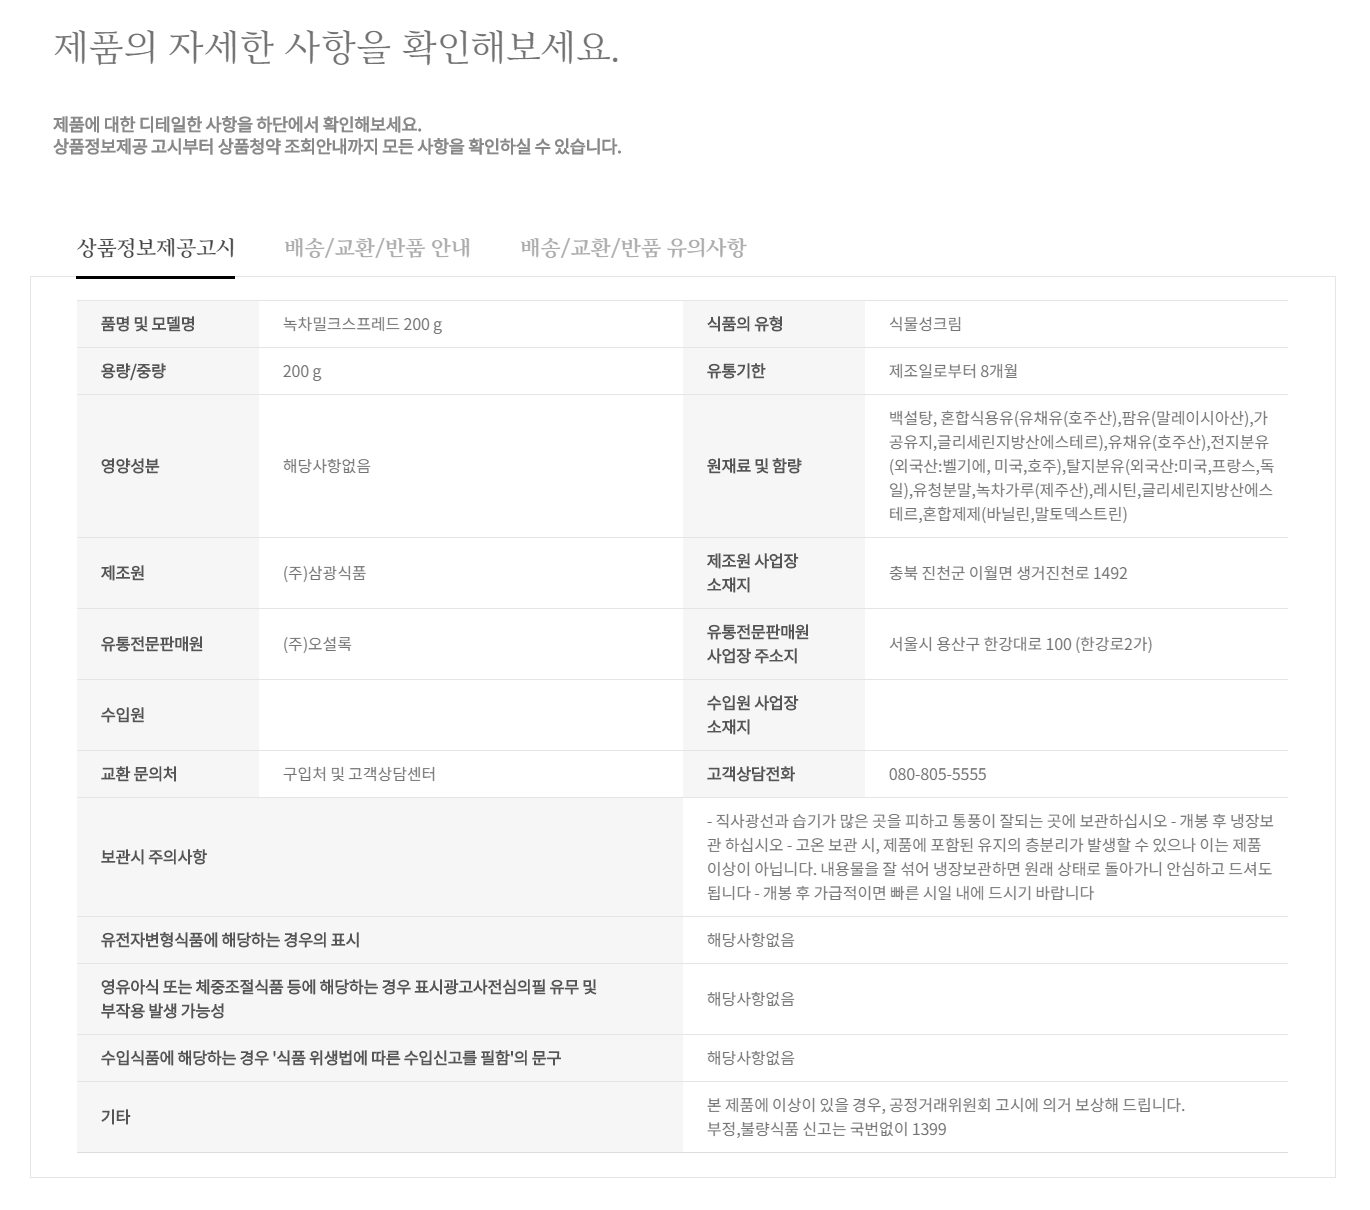 제품의 자세한 사항을 확인해보세요.
제품에 대한 디테일한 사항을 하단에서 확인해보세요.
상품정보제공 고시부터 상품청약 조회안내까지 모든 사항을 확인하실 수 있습니다.
상품정보제공고시
배송/교환/반품 안내
배송/교환/반품 유의사항
품명 및 모델명
녹차밀크스프레드 200 g
식품의 유형
식물성크림
용량/중량
200 g
유통기한
제조일로부터 8개월
영양성분
해당사항없음
원재료 및 함량
백설탕, 혼합식용유(유채유(호주산),팜유(말레이시아산),가
공유지,글리세린지방산에스테르),유채유(호주산),전지분유
(외국산:벨기에, 미국,호주),탈지분유(외국산:미국,프랑스,독
일),유청분말,녹차가루(제주산),레시틴,글리세린지방산에스
테르,혼합제제(바닐린,말토덱스트린)
제조원
(주)삼광식품
제조원 사업장
소재지
충북 진천군 이월면 생거진천로 1492
유통전문판매원
(주)오설록
유통전문판매원
사업장 주소지
서울시 용산구 한강대로 100 (한강로2가)
수입원
수입원 사업장
소재지
교환 문의처
구입처 및 고객상담센터
고객상담전화
080-805-5555
보관시 주의사항
- 직사광선과 습기가 많은 곳을 피하고 통풍이 잘되는 곳에 보관하십시오 - 개봉 후 냉장보
관 하십시오 - 고온 보관 시, 제품에 포함된 유지의 층분리가 발생할 수 있으나 이는 제품
이상이 아닙니다. 내용물을 잘 섞어 냉장보관하면 원래 상태로 돌아가니 안심하고 드셔도
됩니다 - 개봉 후 가급적이면 빠른 시일 내에 드시기 바랍니다
유전자변형식품에 해당하는 경우의 표시
해당사항없음
영유아식 또는 체중조절식품 등에 해당하는 경우 표시광고사전심의필 유무 및
부작용 발생 가능성
해당사항없음
수입식품에 해당하는 경우 '식품 위생법에 따른 수입신고를 필함'의 문구
해당사항없음
기타
본 제품에 이상이 있을 경우, 공정거래위원회 고시에 의거 보상해 드립니다.
부정,불량식품 신고는 국번없이 1399